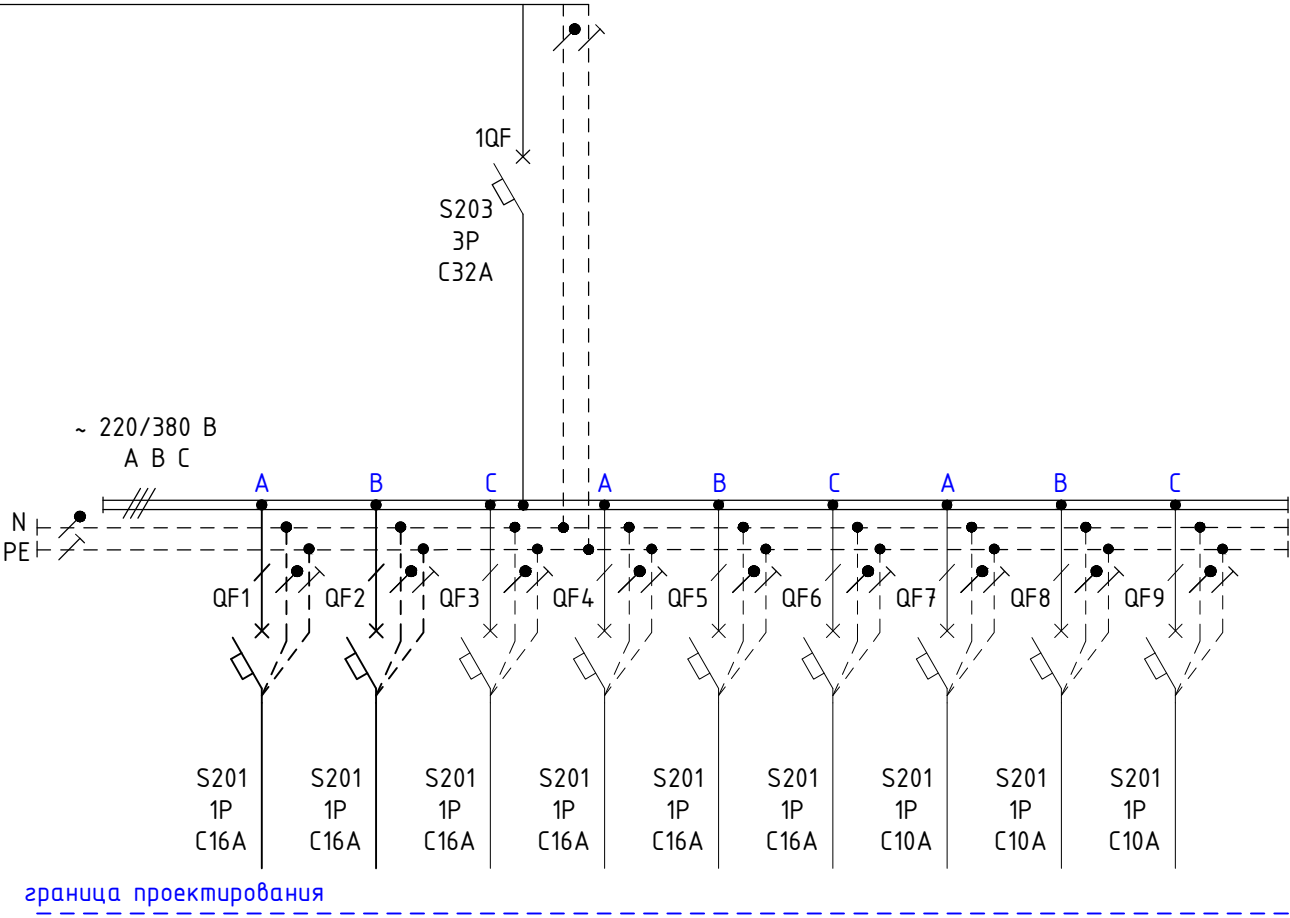 1QF
S203
3P
C32A
~ 220/380 В
A B C
A B C A B C A B C
N
PE
QF1 QF2 QF3 QF4 QF5 QF6 QF7 QF8 QF9
S201 S201 S201 S201 S201 S201 S201 S201 S201
1P 1P 1P 1P 1P 1P 1P 1P 1P
C16A C16A C16A C16A C16A C16A C10A C10A C10A
граница проектирования